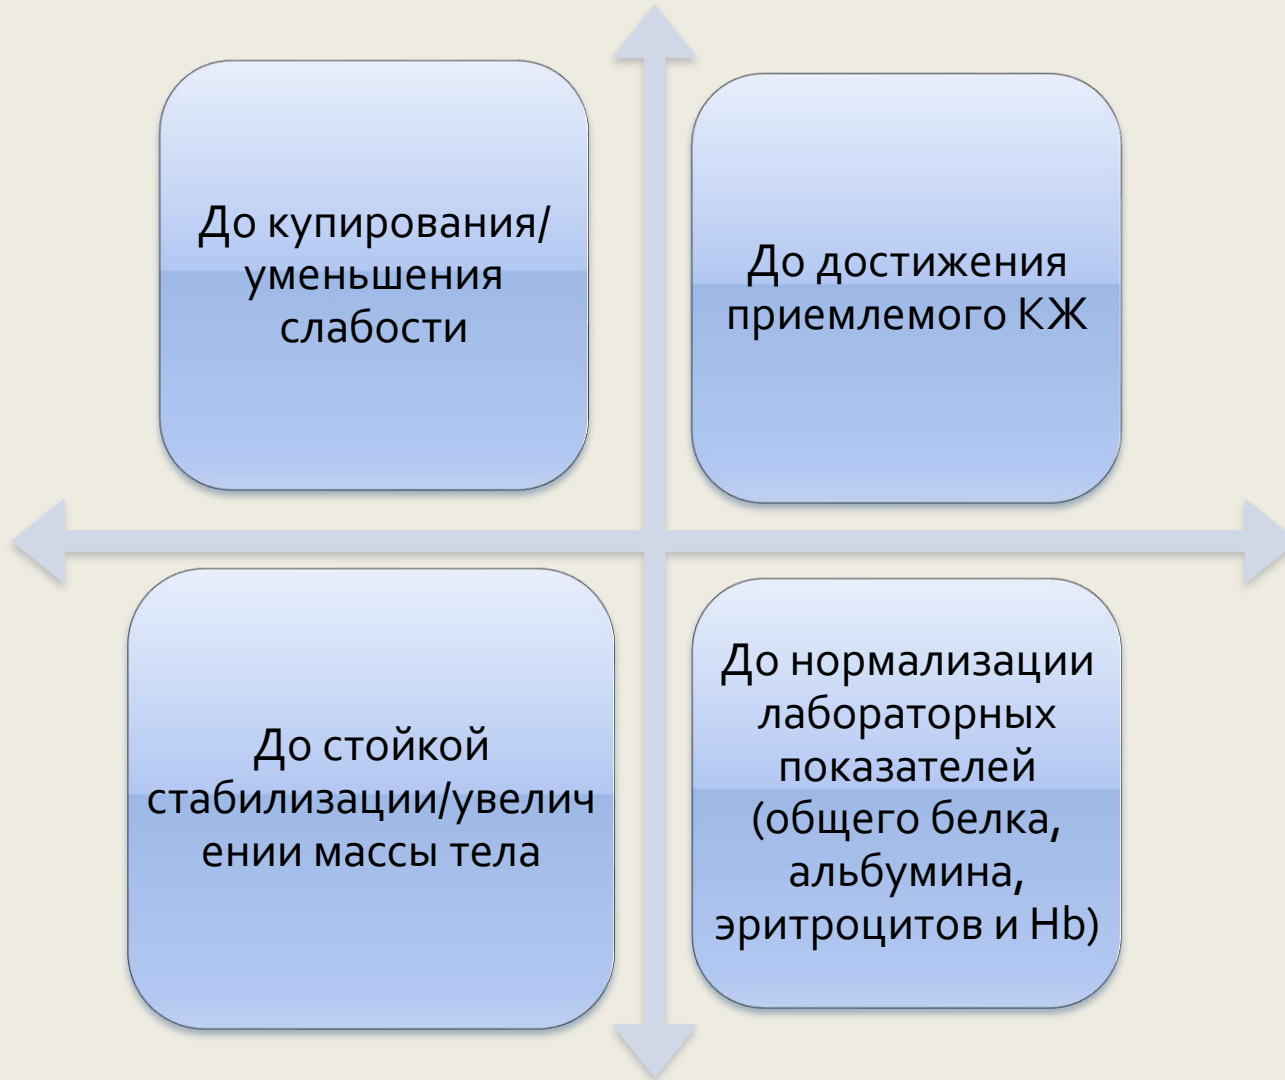 До купирования/
уменьшения
слабости
До достижения
приемлемого КЖ
До стойкой
стабилизации/увелич
ении массы тела
До нормализации
лабораторных
показателей
(общего белка,
альбумина,
эритроцитов и Hb)